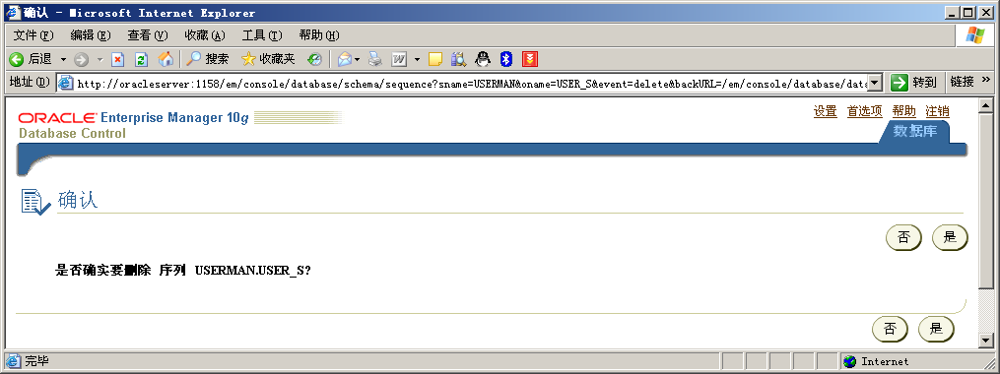 确认 - Microsoft Internet Explorer
文件(F) 编辑(E) 查看(V) 收藏(A) 工具(T) 帮助(H)
后退 搜索 收藏夹
地址(D) http://oracleserver:1158/em/console/database/schema/sequence?sname=USERMAN&oname=USER_S&event=delete&backURL=/em/console/database/data 转到 链接 »
ORACLE Enterprise Manager 10g
Database Control
设置 首选项 帮助 注销
数据库
确认
否 是
是否确实要删除 序列 USERMAN.USER_S?
否 是
完毕 Internet